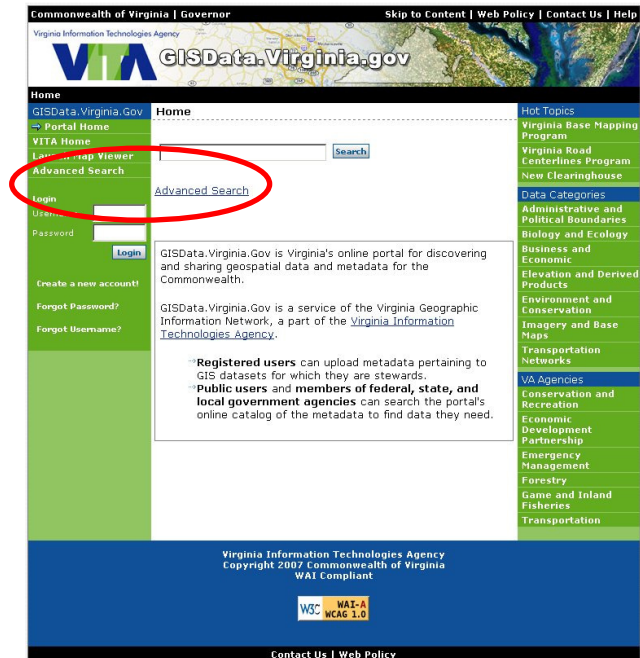 Commonwealth of Virginia | Governor
Skip to Content | Web Policy | Contact Us | Help
Virginia Information Technologies Agency
VITA
GISData.Virginia.gov
Home
GISData.Virginia.Gov
Portal Home
VITA Home
Launch Map Viewer
Advanced Search
Login
Username
Password
Login
Create a new account!
Forgot Password?
Forgot Username?
Home
Search
Advanced Search
GISData.Virginia.Gov is Virginia's online portal for discovering
and sharing geospatial data and metadata for the
Commonwealth.
GISData.Virginia.Gov is a service of the Virginia Geographic
Information Network, a part of the Virginia Information
Technologies Agency.
Registered users can upload metadata pertaining to
GIS datasets for which they are stewards.
Public users and members of federal, state, and
local government agencies can search the portal's
online catalog of the metadata to find data they need.
Hot Topics
Virginia Base Mapping
Program
Virginia Road
Centerlines Program
New Clearinghouse
Data Categories
Administrative and
Political Boundaries
Biology and Ecology
Business and
Economic
Elevation and Derived
Products
Environment and
Conservation
Imagery and Base
Maps
Transportation
Networks
VA Agencies
Conservation and
Recreation
Economic
Development
Partnership
Emergency
Management
Forestry
Game and Inland
Fisheries
Transportation
Virginia Information Technologies Agency
Copyright 2007 Commonwealth of Virginia
WAI Compliant
W3C WAI-A
WCAG 1.0
Contact Us | Web Policy